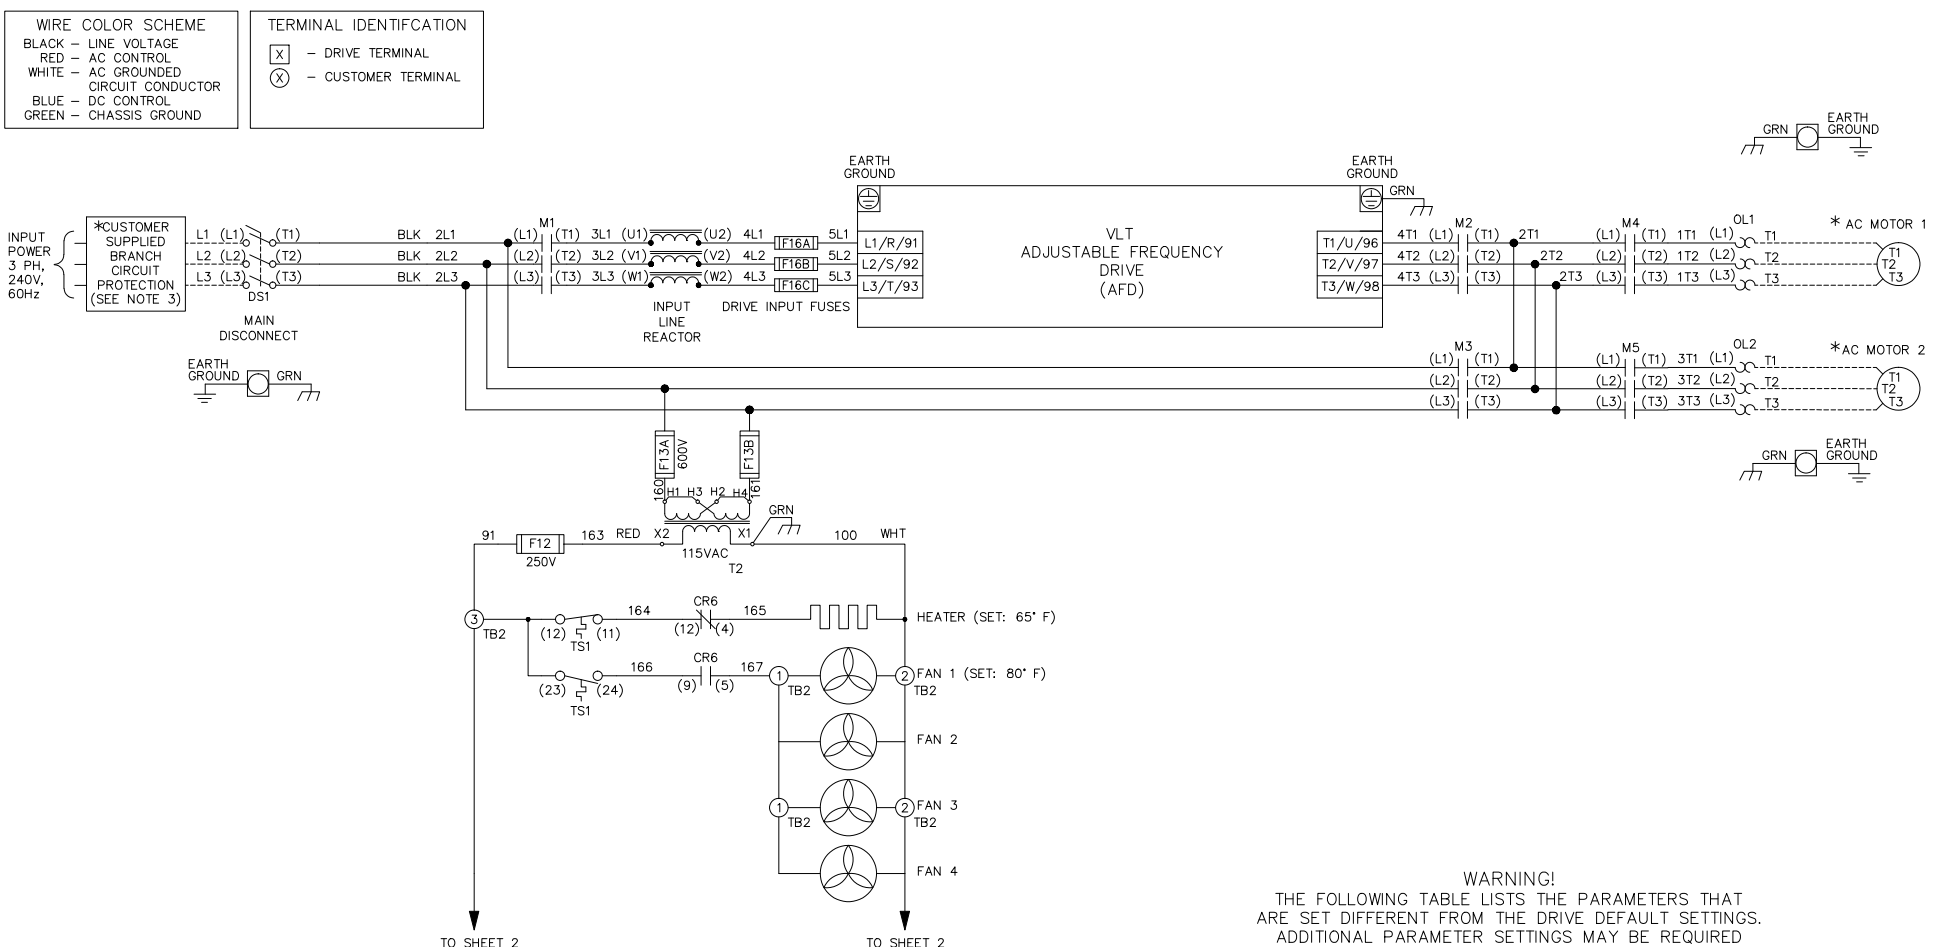 WIRE COLOR SCHEME
BLACK – LINE VOLTAGE
RED – AC CONTROL
WHITE – AC GROUNDED
CIRCUIT CONDUCTOR
BLUE – DC CONTROL
GREEN – CHASSIS GROUND
TERMINAL IDENTIFCATION
X – DRIVE TERMINAL
X – CUSTOMER TERMINAL
GRN
EARTH
GROUND
INPUT
POWER
3 PH,
240V,
60Hz
*CUSTOMER
SUPPLIED
BRANCH
CIRCUIT
PROTECTION
(SEE NOTE 3)
L1 (L1) (T1)
L2 (L2) (T2)
L3 (L3) (T3)
DS1
MAIN
DISCONNECT
EARTH
GROUND
GRN
BLK 2L1
BLK 2L2
BLK 2L3
M1
(L1) (T1) 3L1 (U1) (U2) 4L1 F16A 5L1
(L2) (T2) 3L2 (V1) (V2) 4L2 F16B 5L2
(L3) (T3) 3L3 (W1) (W2) 4L3 F16C 5L3
INPUT
LINE
REACTOR
DRIVE INPUT FUSES
EARTH
GROUND
L1/R/91
L2/S/92
L3/T/93
VLT
ADJUSTABLE FREQUENCY
DRIVE
(AFD)
EARTH
GROUND
GRN
T1/U/96
T2/V/97
T3/W/98
M2
4T1 (L1) (T1) 2T1
4T2 (L2) (T2) 2T2
4T3 (L3) (T3) 2T3
M4
(L1) (T1) 1T1 (L1)
(L2) (T2) 1T2 (L2)
(L3) (T3) 1T3 (L3)
OL1
T1
T2
T3
* AC MOTOR 1
T1
T2
T3
M3
(L1) (T1)
(L2) (T2)
(L3) (T3)
M5
(L1) (T1) 3T1 (L1)
(L2) (T2) 3T2 (L2)
(L3) (T3) 3T3 (L3)
OL2
T1
T2
T3
*AC MOTOR 2
T1
T2
T3
GRN
EARTH
GROUND
F13A
600V
F13B
160
H1 H3 H2 H4
161
GRN
91 F12 163 RED X2 X1 100 WHT
250V
115VAC
T2
3
TB2
(12) (11)
TS1
164
CR6
(12) (4)
165
HEATER (SET: 65° F)
(23) (24)
TS1
166
CR6
(9) (5)
167
1
TB2
2
TB2
FAN 1 (SET: 80° F)
FAN 2
1
TB2
2
TB2
FAN 3
FAN 4
TO SHEET 2
TO SHEET 2
WARNING!
THE FOLLOWING TABLE LISTS THE PARAMETERS THAT
ARE SET DIFFERENT FROM THE DRIVE DEFAULT SETTINGS.
ADDITIONAL PARAMETER SETTINGS MAY BE REQUIRED